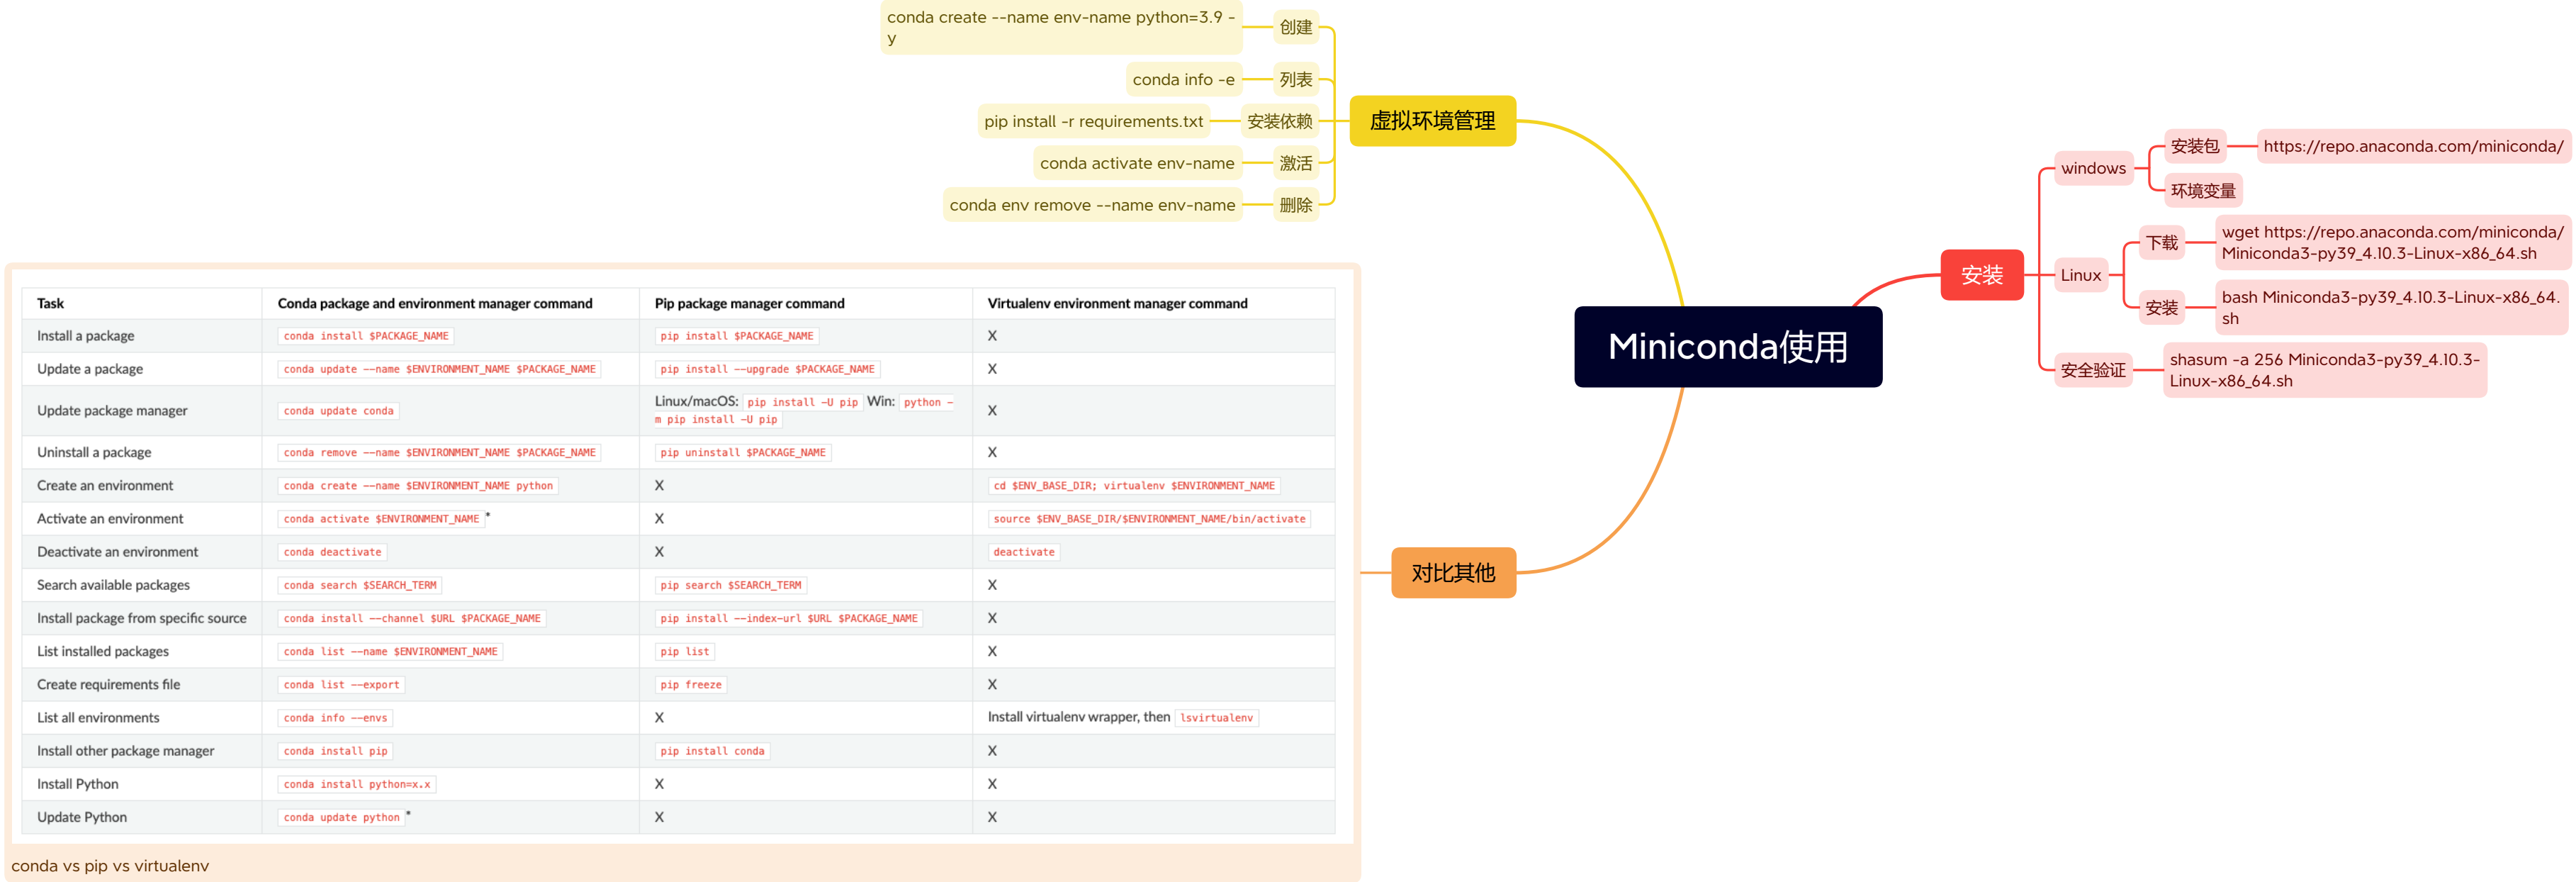 Miniconda使用
安装
windows
安装包
https://repo.anaconda.com/miniconda/
环境变量
Linux
下载
wget https://repo.anaconda.com/miniconda/
Miniconda3-py39_4.10.3-Linux-x86_64.sh
安装
bash Miniconda3-py39_4.10.3-Linux-x86_64.
sh
安全验证
shasum -a 256 Miniconda3-py39_4.10.3-
Linux-x86_64.sh
虚拟环境管理
创建
conda create --name env-name python=3.9 -
y
列表
conda info -e
安装依赖
pip install -r requirements.txt
激活
conda activate env-name
删除
conda env remove --name env-name
对比其他
Task Conda package and environment manager command Pip package manager command Virtualenv environment manager command
Install a package conda install $PACKAGE_NAME pip install $PACKAGE_NAME X
Update a package conda update --name $ENVIRONMENT_NAME $PACKAGE_NAME pip install --upgrade $PACKAGE_NAME X
Update package manager conda update conda Linux/macOS: pip install -U pip Win: python -
m pip install -U pip X
Uninstall a package conda remove --name $ENVIRONMENT_NAME $PACKAGE_NAME pip uninstall $PACKAGE_NAME X
Create an environment conda create --name $ENVIRONMENT_NAME python X cd $ENV_BASE_DIR; virtualenv $ENVIRONMENT_NAME
Activate an environment conda activate $ENVIRONMENT_NAME* X source $ENV_BASE_DIR/$ENVIRONMENT_NAME/bin/activate
Deactivate an environment conda deactivate X deactivate
Search available packages conda search $SEARCH_TERM pip search $SEARCH_TERM X
Install package from specific source conda install --channel $URL $PACKAGE_NAME pip install --index-url $URL $PACKAGE_NAME X
List installed packages conda list --name $ENVIRONMENT_NAME pip list X
Create requirements file conda list --export pip freeze X
List all environments conda info --envs X Install virtualenv wrapper, then lsvirtualenv
Install other package manager conda install pip pip install conda X
Install Python conda install python=x.x X X
Update Python conda update python* X X
conda vs pip vs virtualenv